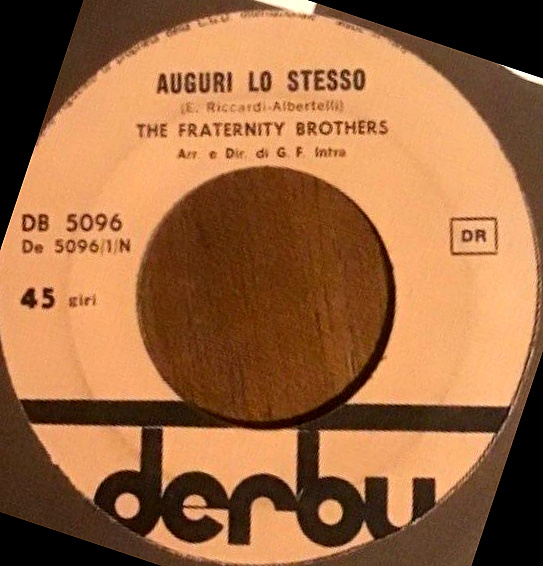 AUGURI LO STESSO
(E. Riccardi-Albertelli)
THE FRATERNITY BROTHERS
Arr. e Dir. di G. F. Intra
DB 5096
De 5096/1/N
DR
45 giri
derby